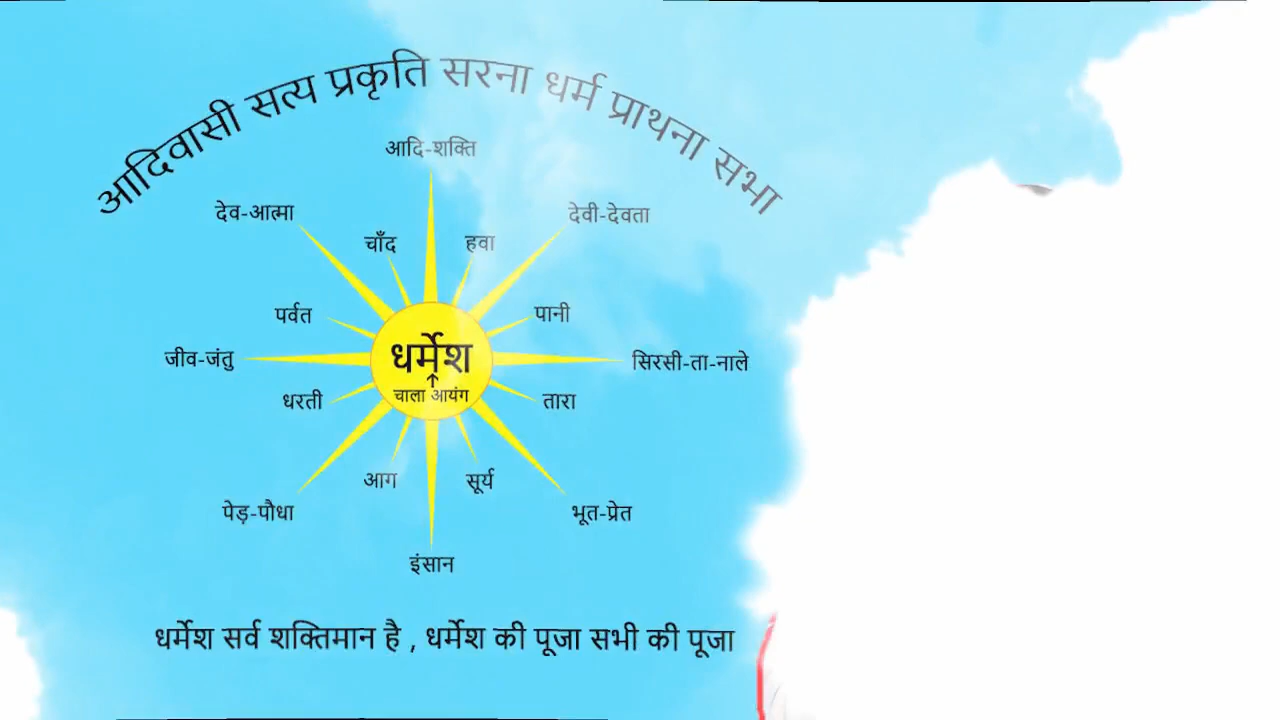 आदिवासी सत्य प्रकृति सरना धर्म प्राथना सभा
आदि-शक्ति
देव-आत्मा
देवी-देवता
चाँद
हवा
पर्वत
पानी
धर्मेश
जीव-जंतु
सिरसी-ता-नाले
↑
चाला आयंग
धरती
तारा
आग
सूर्य
पेड़-पौधा
भूत-प्रेत
इंसान
धर्मेश सर्व शक्तिमान है , धर्मेश की पूजा सभी की पूजा